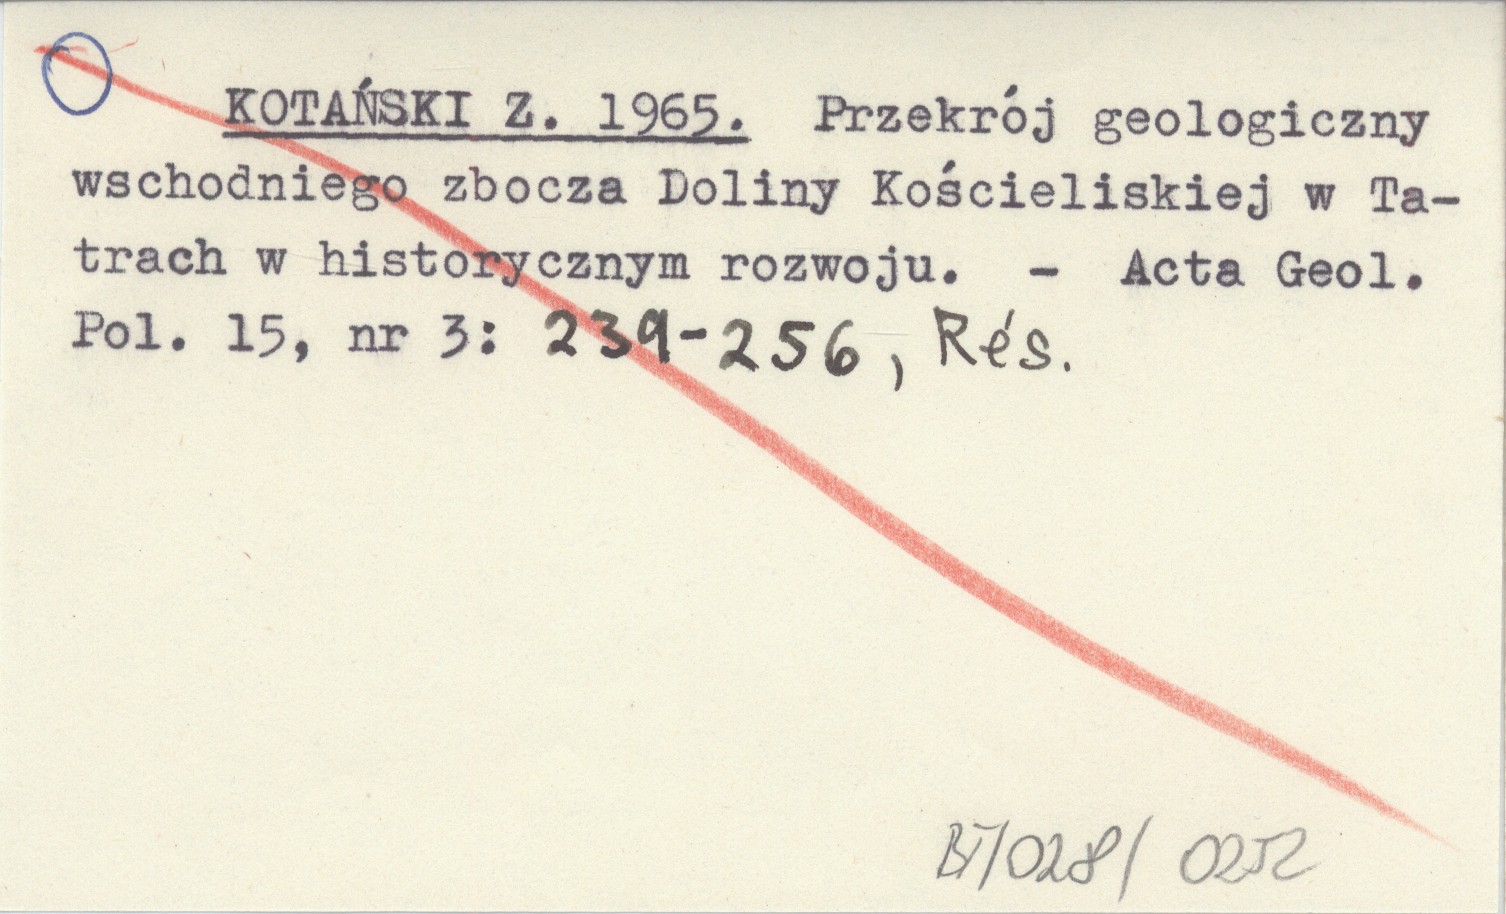 KOTAŃSKI Z. 1965. Przekrój geologiczny
wschodniego zbocza Doliny Kościeliskiej w Ta-
trach w historycznym rozwoju. - Acta Geol.
Pol. 15, nr 3: 239-256, Rés.
BT/028/ 0252